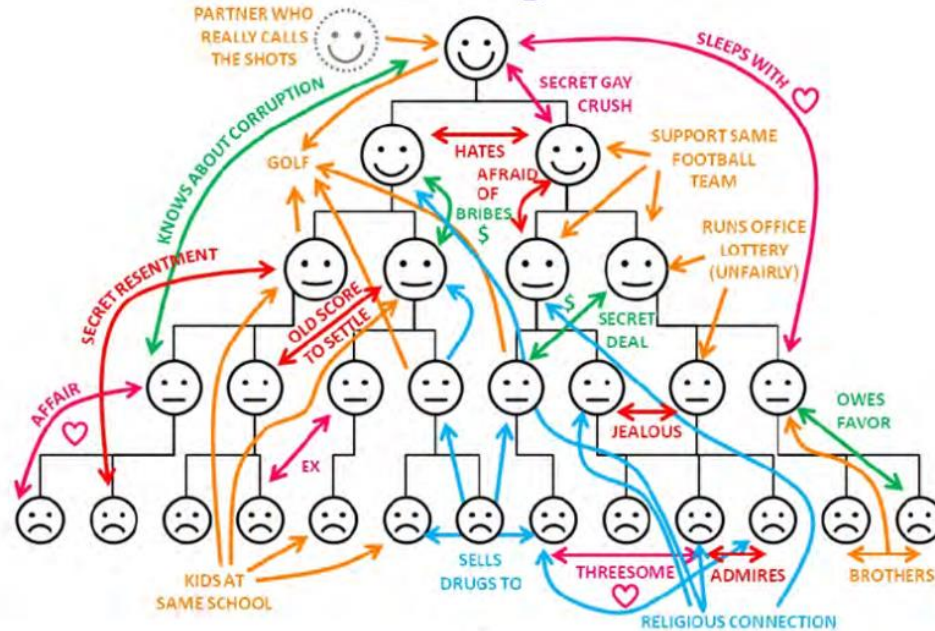 PARTNER WHO
REALLY CALLS
THE SHOTS
SLEEPS WITH
SECRET GAY
CRUSH
KNOWS ABOUT CORRUPTION
GOLF
HATES
AFRAID
OF
SUPPORT SAME
FOOTBALL
TEAM
BRIBES
$
RUNS OFFICE
LOTTERY
(UNFAIRLY)
SECRET RESENTMENT
OLD SCORE
TO SETTLE
$
SECRET
DEAL
AFFAIR
OWES
FAVOR
JEALOUS
EX
KIDS AT
SAME SCHOOL
SELLS
DRUGS TO
THREESOME
ADMIRES
BROTHERS
RELIGIOUS CONNECTION